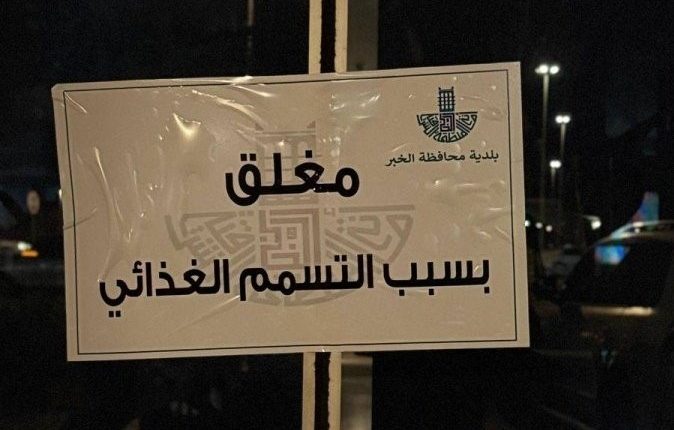 بلدية محافظة الخبر
مغلق
بسبب التسمم الغذائي